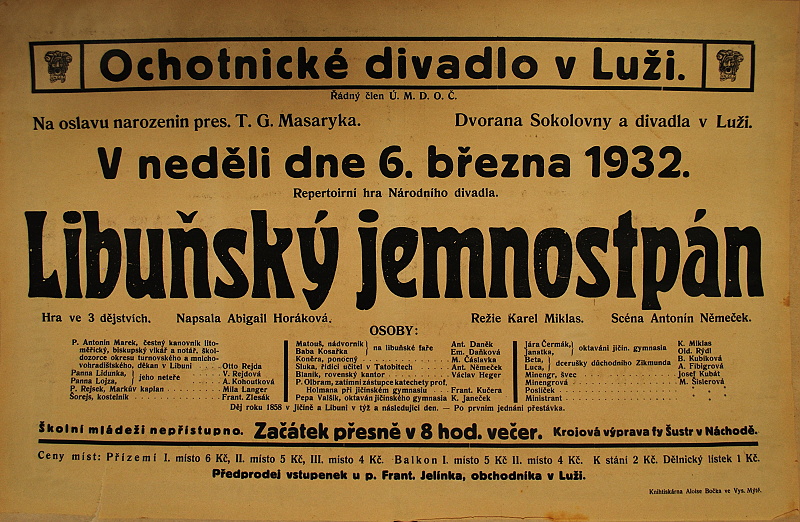 Ochotnické divadlo v Luži.
Řádný člen Ú. M. D. O. Č.
Na oslavu narozenin pres. T. G. Masaryka. Dvorana Sokolovny a divadla v Luži.
V neděli dne 6. března 1932.
Repertoirní hra Národního divadla.
Libuňský jemnostpán
Hra ve 3 dějstvích. Napsala Abigail Horáková. Režie Karel Miklas. Scéna Antonín Němeček.
OSOBY:
P. Antonín Marek, čestný kanovník lito-
měřický, biskupský vikář a notář, škol-
dozorce okresu turnovského a mnicho-
vohradištského, děkan v Libuni Otto Rejda
Panna Lidunka, V. Rejdová
Panna Lojza, jeho neteře A. Kohoutková
P. Rejsek, Markův kaplan Mila Langer
Šorejs, kostelník Frant. Zlesák
Matouš, nádvorník Ant. Daněk
Baba Kosařka na libuňské faře Em. Daňková
Koněra, ponocný M. Čáslavka
Sluka, řídící učitel v Tatobitech Ant. Němeček
Blaník, rovenský kantor Václav Heger
P. Olbram, zatímní zástupce katechety prof.
Holmana při jičínském gymnasiu Frant. Kučera
Pepa Valšík, oktaván jičínského gymnasia K. Janeček
Jára Čermák, K. Miklas
Janatka, oktaváni jičín. gymnasia Old. Rýdl
Beta, B. Kubíková
Luca, dcerušky důchodního Zikmunda A. Fibigrová
Minengr, švec Josef Kubát
Minengrová M. Šislerová
Poslíček
Ministrant
Děj roku 1858 v Jičíně a Libuni v týž a následující den. — Po prvním jednání přestávka.
Školní mládeži nepřístupno. Začátek přesně v 8 hod. večer. Krojová výprava fy Šustr v Náchodě.
Ceny míst: Přízemí I. místo 6 Kč, II. místo 5 Kč, III. místo 4 Kč. Balkon I. místo 5 Kč II. místo 4 Kč. K stání 2 Kč. Dělnický lístek 1 Kč.
Předprodej vstupenek u p. Frant. Jelínka, obchodníka v Luži.
Knihtiskárna Aloise Bočka ve Vys. Mýtě.